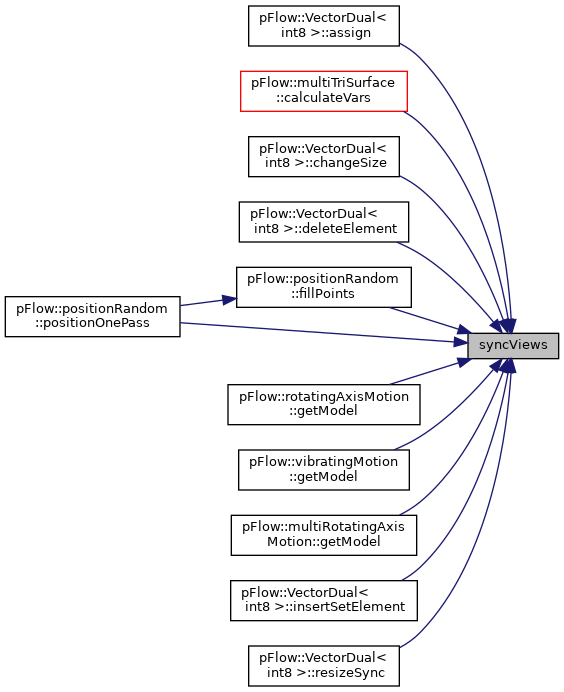 pFlow::VectorDual<
int8 >::assign
pFlow::multiTriSurface
::calculateVars
pFlow::VectorDual<
int8 >::changeSize
pFlow::VectorDual<
int8 >::deleteElement
pFlow::positionRandom
::fillPoints
pFlow::positionRandom
::positionOnePass
syncViews
pFlow::rotatingAxisMotion
::getModel
pFlow::vibratingMotion
::getModel
pFlow::multiRotatingAxis
Motion::getModel
pFlow::VectorDual<
int8 >::insertSetElement
pFlow::VectorDual<
int8 >::resizeSync